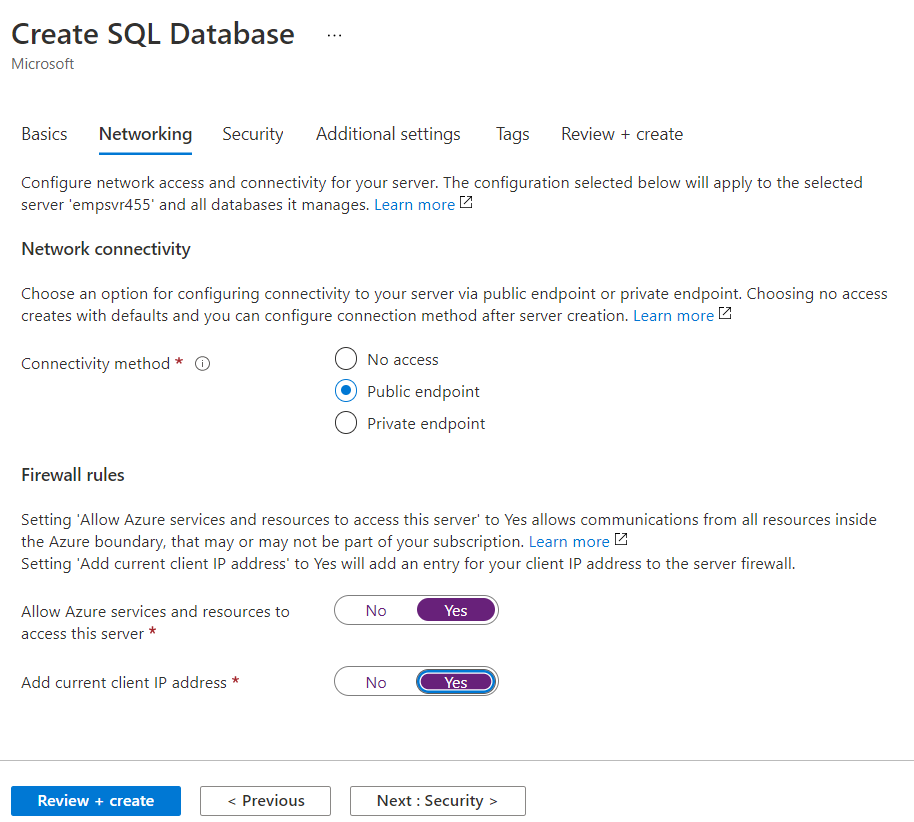 Create SQL Database ...
Microsoft
Basics Networking Security Additional settings Tags Review + create
Configure network access and connectivity for your server. The configuration selected below will apply to the selected
server 'empsvr455' and all databases it manages. Learn more
Network connectivity
Choose an option for configuring connectivity to your server via public endpoint or private endpoint. Choosing no access
creates with defaults and you can configure connection method after server creation. Learn more
Connectivity method *
No access
Public endpoint
Private endpoint
Firewall rules
Setting 'Allow Azure services and resources to access this server' to Yes allows communications from all resources inside
the Azure boundary, that may or may not be part of your subscription. Learn more
Setting 'Add current client IP address' to Yes will add an entry for your client IP address to the server firewall.
Allow Azure services and resources to
access this server *
No Yes
Add current client IP address *
No Yes
Review + create < Previous Next : Security >